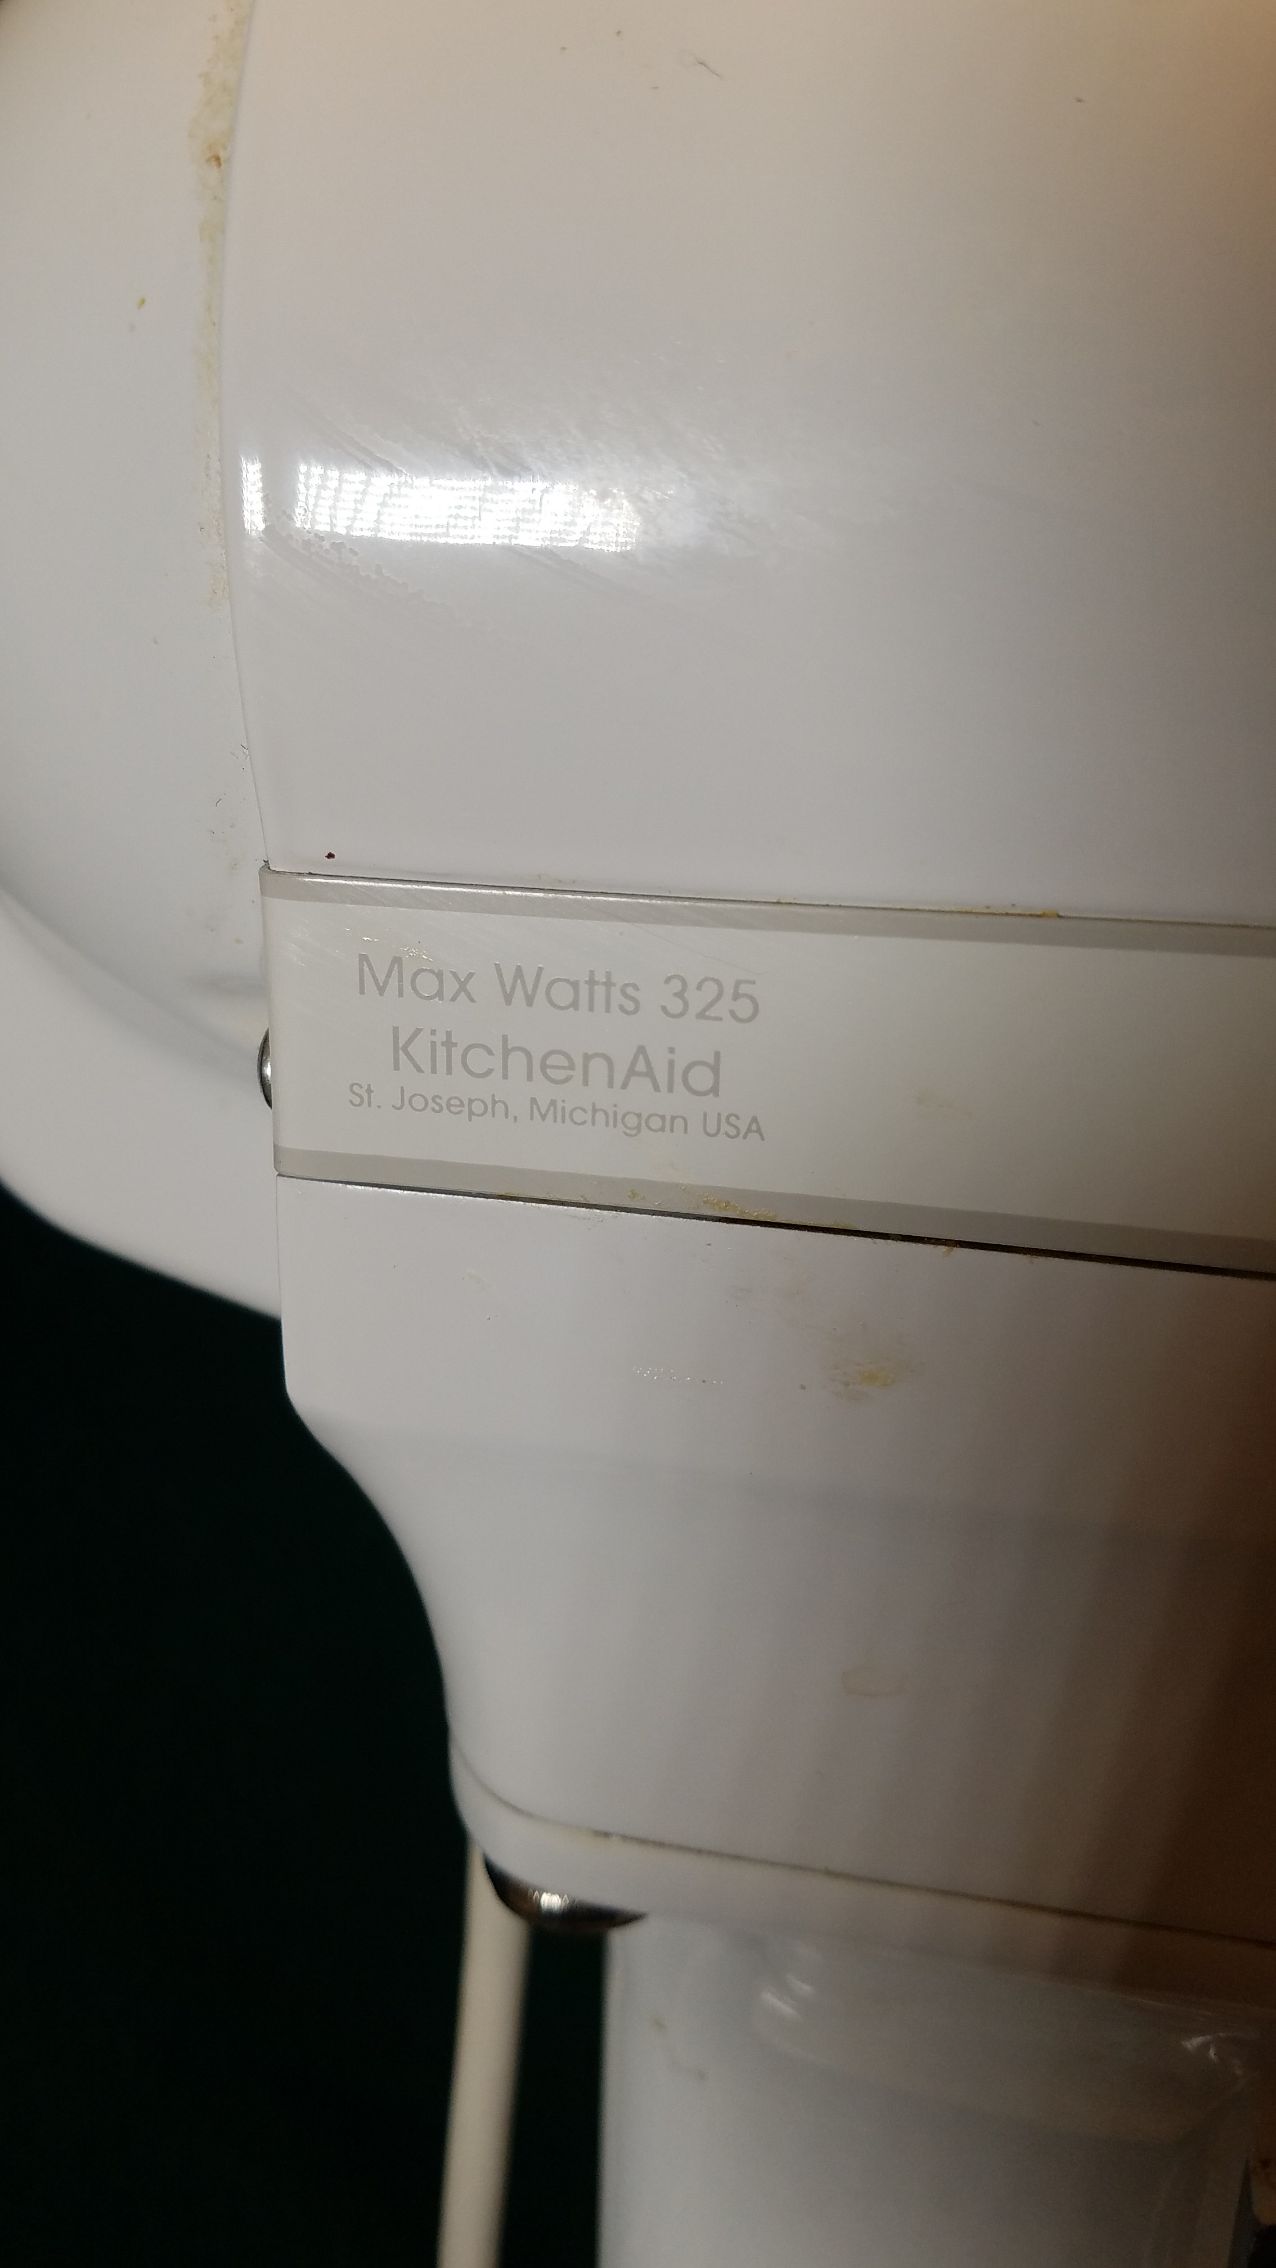 Max Watts 325
KitchenAid
St. Joseph, Michigan USA